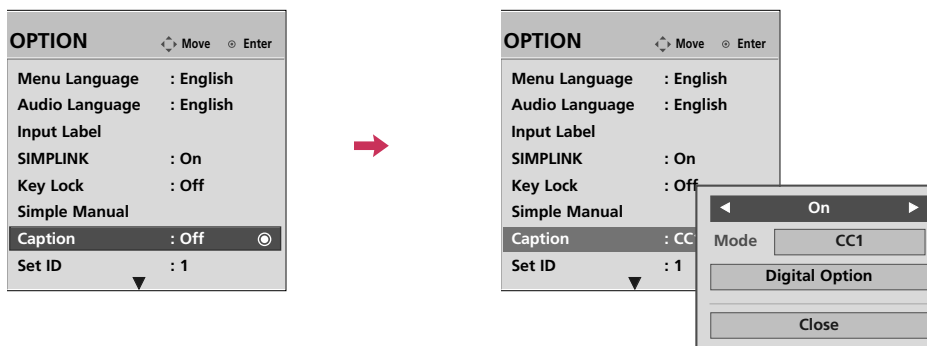 OPTION Move Enter
Menu Language : English
Audio Language : English
Input Label
SIMPLINK : On
Key Lock : Off
Simple Manual
Caption : Off
Set ID : 1
OPTION Move Enter
Menu Language : English
Audio Language : English
Input Label
SIMPLINK : On
Key Lock : Off
Simple Manual
Caption : CC
Set ID : 1
On
Mode CC1
Digital Option
Close